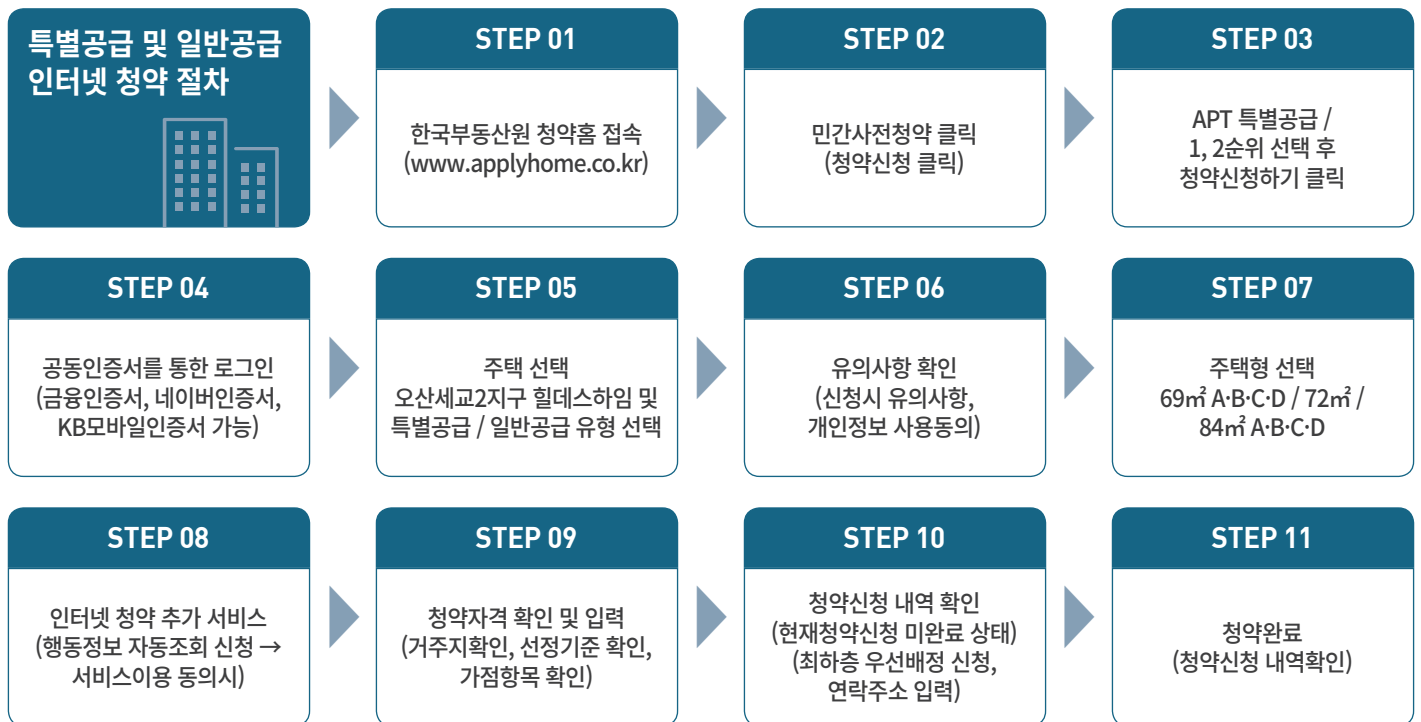 특별공급 및 일반공급
인터넷 청약 절차
STEP 01
한국부동산원 청약홈 접속
(www.applyhome.co.kr)
STEP 02
민간사전청약 클릭
(청약신청 클릭)
STEP 03
APT 특별공급 /
1, 2순위 선택 후
청약신청하기 클릭
STEP 04
공동인증서를 통한 로그인
(금융인증서, 네이버인증서,
KB모바일인증서 가능)
STEP 05
주택 선택
오산세교2지구 힐데스하임 및
특별공급 / 일반공급 유형 선택
STEP 06
유의사항 확인
(신청시 유의사항,
개인정보 사용동의)
STEP 07
주택형 선택
69㎡ A·B·C·D / 72㎡ /
84㎡ A·B·C·D
STEP 08
인터넷 청약 추가 서비스
(행동정보 자동조회 신청 →
서비스이용 동의시)
STEP 09
청약자격 확인 및 입력
(거주지확인, 선정기준 확인,
가점항목 확인)
STEP 10
청약신청 내역 확인
(현재청약신청 미완료 상태)
(최하층 우선배정 신청,
연락주소 입력)
STEP 11
청약완료
(청약신청 내역확인)